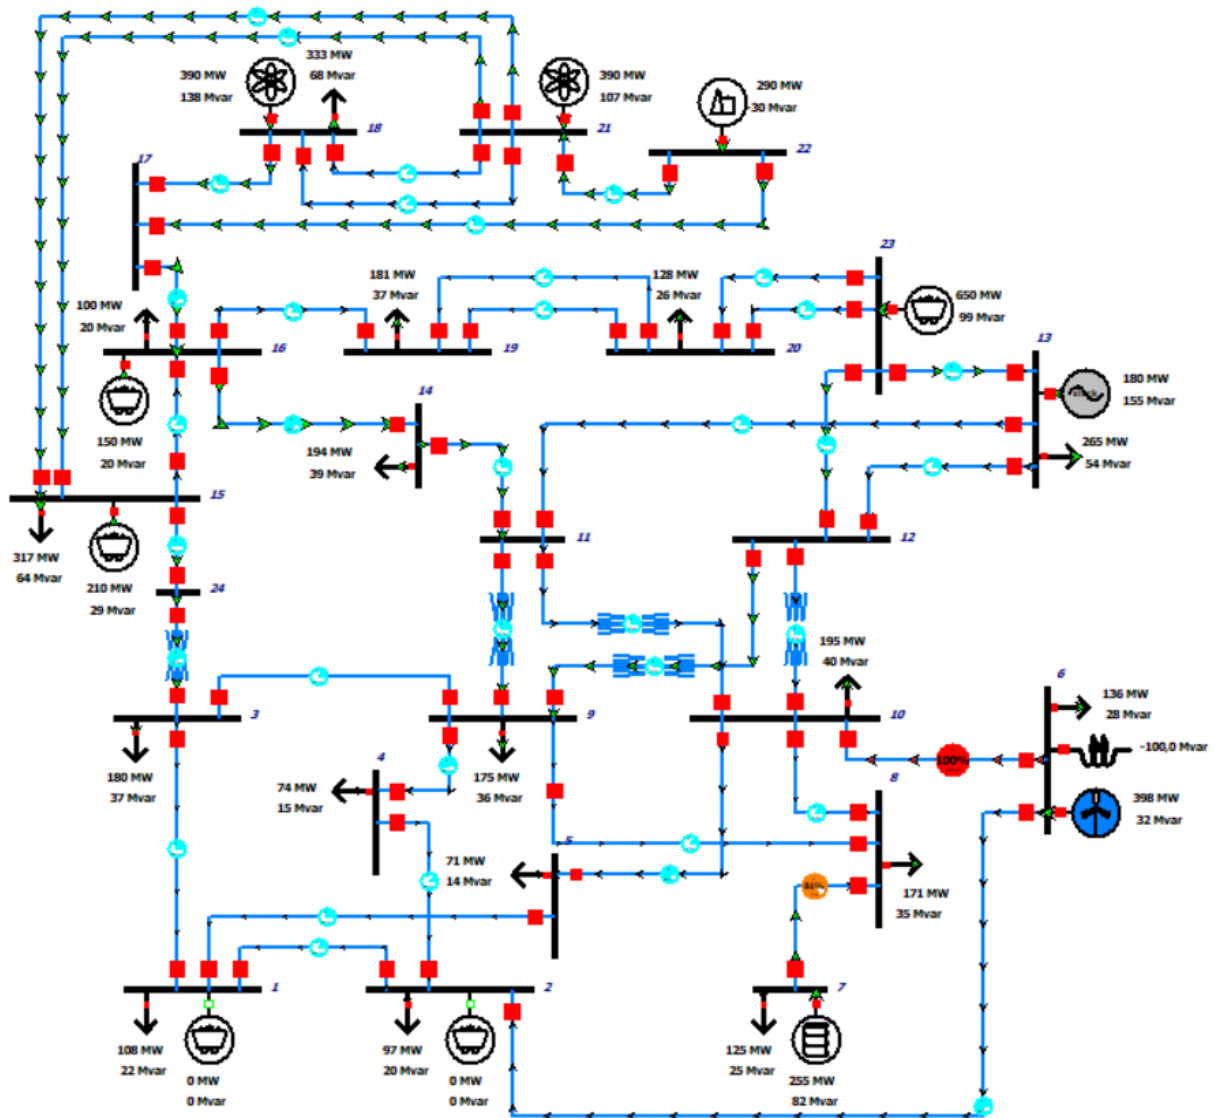 333 MW
68 Mvar
390 MW
138 Mvar
390 MW
107 Mvar
290 MW
30 Mvar
18
21
22
17
23
181 MW
37 Mvar
128 MW
26 Mvar
650 MW
99 Mvar
100 MW
20 Mvar
16
19
20
13
14
180 MW
155 Mvar
150 MW
20 Mvar
194 MW
39 Mvar
265 MW
54 Mvar
15
11
12
317 MW
64 Mvar
24
210 MW
29 Mvar
195 MW
40 Mvar
6
136 MW
28 Mvar
-100,0 Mvar
3
9
10
100%
4
8
180 MW
37 Mvar
74 MW
15 Mvar
175 MW
36 Mvar
398 MW
32 Mvar
5
71 MW
14 Mvar
81%
171 MW
35 Mvar
1
2
7
108 MW
22 Mvar
0 MW
0 Mvar
97 MW
20 Mvar
0 MW
0 Mvar
125 MW
25 Mvar
255 MW
82 Mvar